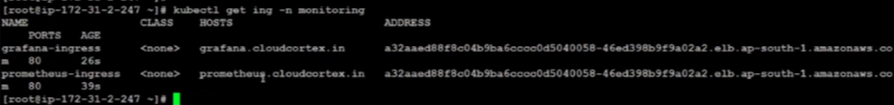 [root@ip-172-31-2-247 ~]# kubectl get ing -n monitoring
NAME CLASS HOSTS ADDRESS
PORTS AGE
grafana-ingress <none> grafana.cloudcortex.in a32aaed88f8c04b9ba6cccc0d5040058-46ed398b9f9a02a2.elb.ap-south-1.amazonaws.co
m 80 26s
prometheus-ingress <none> prometheus.cloudcortex.in a32aaed88f8c04b9ba6cccc0d5040058-46ed398b9f9a02a2.elb.ap-south-1.amazonaws.co
m 80 39s
[root@ip-172-31-2-247 ~]#